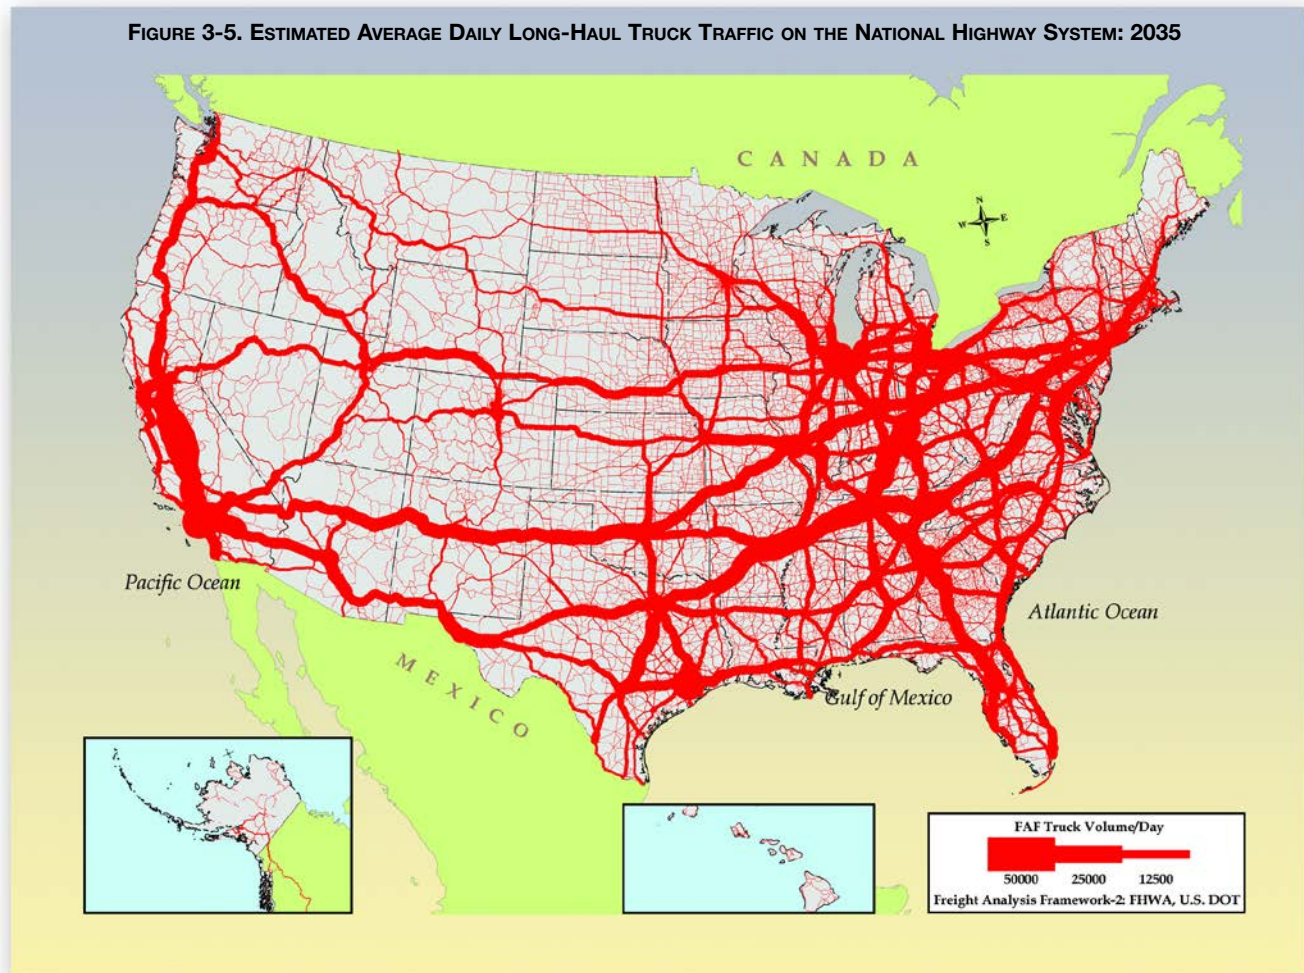 FIGURE 3-5. ESTIMATED AVERAGE DAILY LONG-HAUL TRUCK TRAFFIC ON THE NATIONAL HIGHWAY SYSTEM: 2035
CANADA
N
W E
S
Pacific Ocean
Atlantic Ocean
MEXICO
Gulf of Mexico
FAF Truck Volume/Day
50000 25000 12500
Freight Analysis Framework-2: FHWA, U.S. DOT